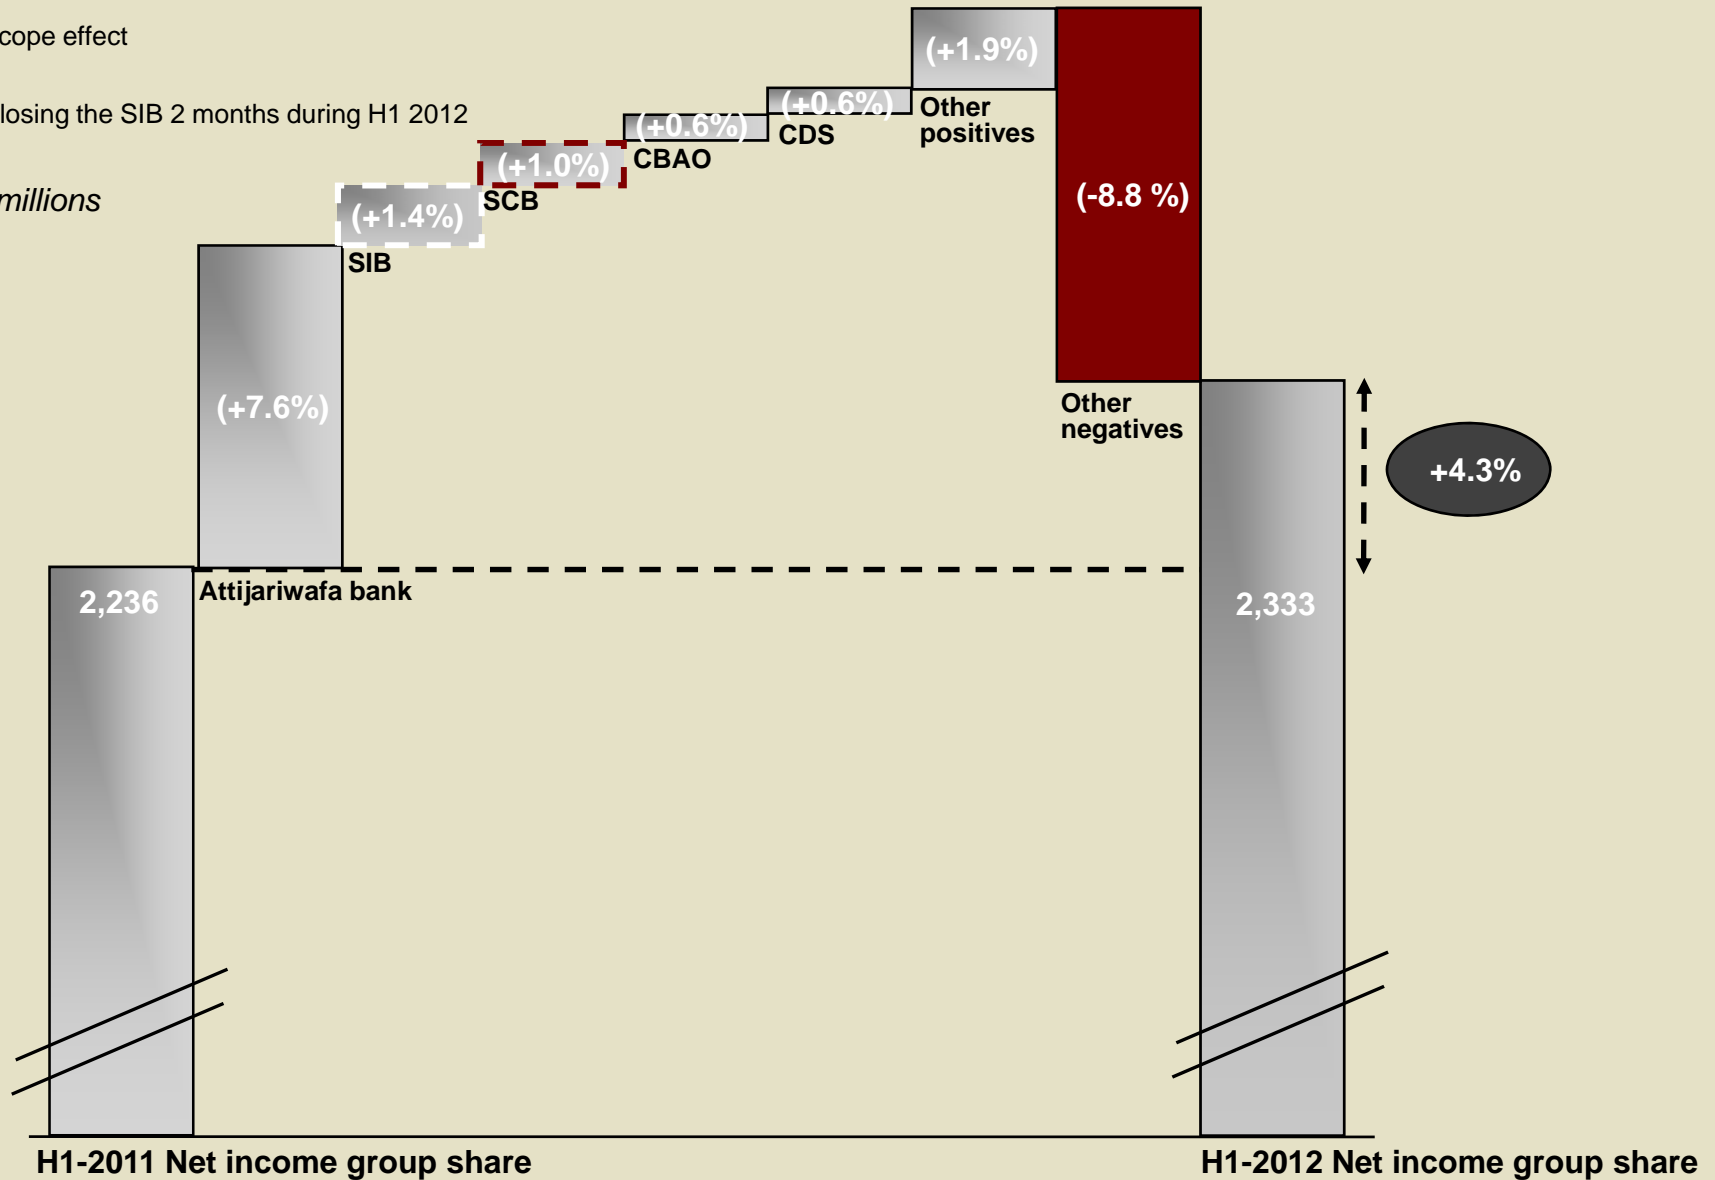 cope effect
losing the SIB 2 months during H1 2012
millions
(+1.9%)
Other
positives
(+0.6%)
CDS
(+0.6%)
CBAO
(+1.0%)
SCB
(+1.4%)
SIB
(-8.8 %)
(+7.6%)
Other
negatives
+4.3%
Attijariwafa bank
2,236
2,333
H1-2011 Net income group share
H1-2012 Net income group share